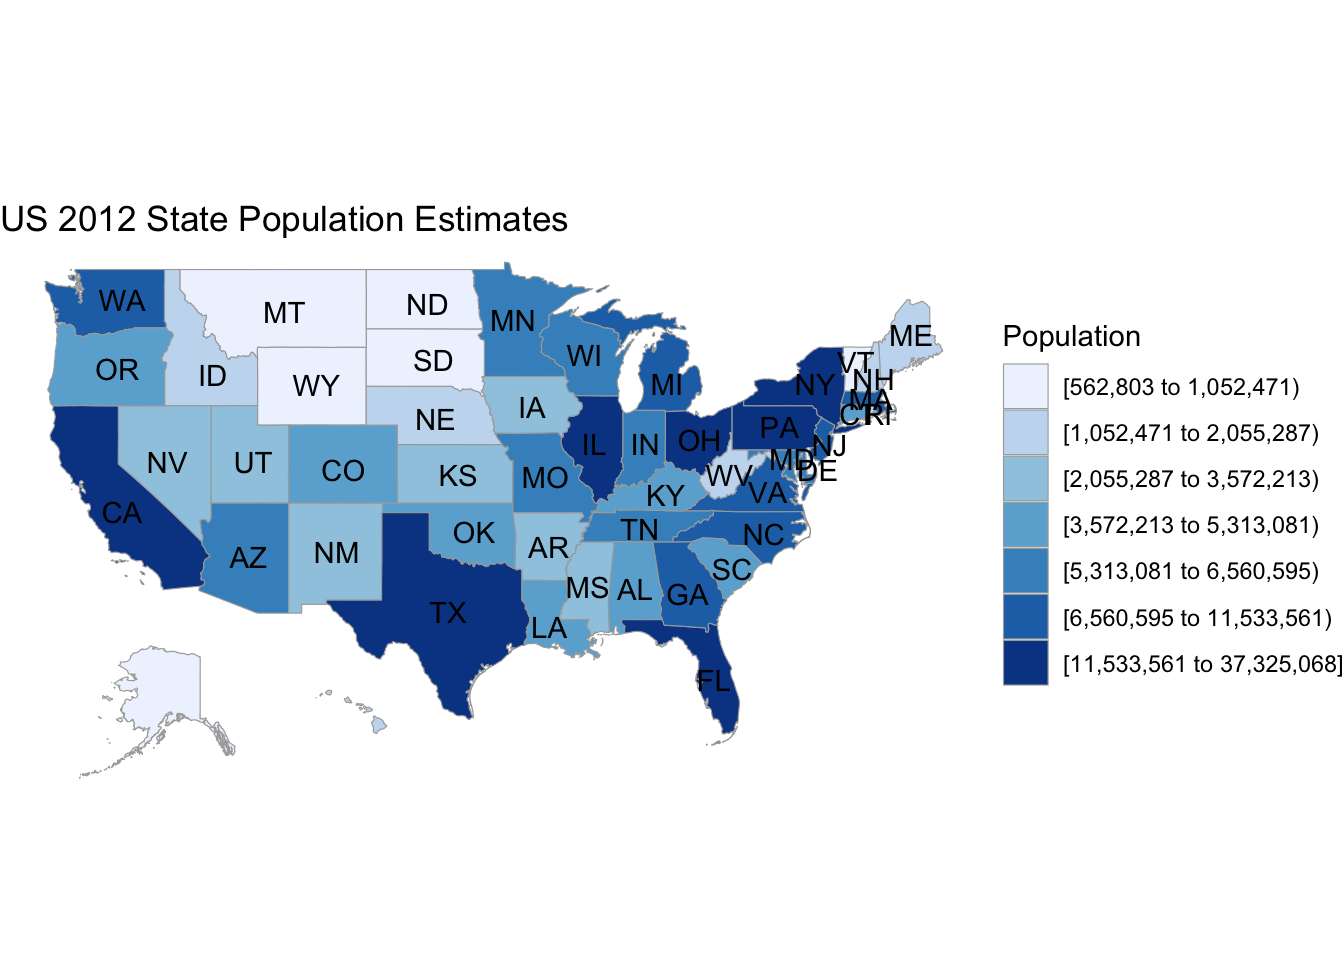 US 2012 State Population Estimates
WA
MT
ND
MN
ME
OR
ID
WY
SD
WI
MI
VT
NH
NY
MA
CT
RI
NE
IA
PA
NJ
NV
UT
CO
KS
MO
IL
IN
OH
WV
MD
DE
VA
KY
CA
AZ
NM
OK
AR
TN
NC
SC
TX
LA
MS
AL
GA
FL
Population
[562,803 to 1,052,471)
[1,052,471 to 2,055,287)
[2,055,287 to 3,572,213)
[3,572,213 to 5,313,081)
[5,313,081 to 6,560,595)
[6,560,595 to 11,533,561)
[11,533,561 to 37,325,068]